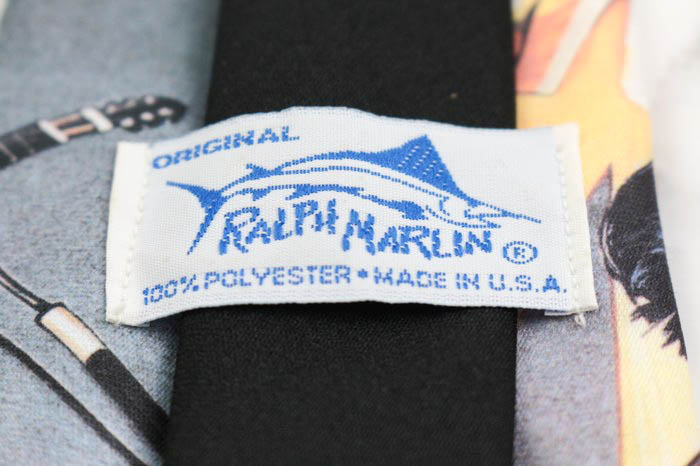 ORIGINAL
RALPH MARLIN ®
100% POLYESTER • MADE IN U.S.A.